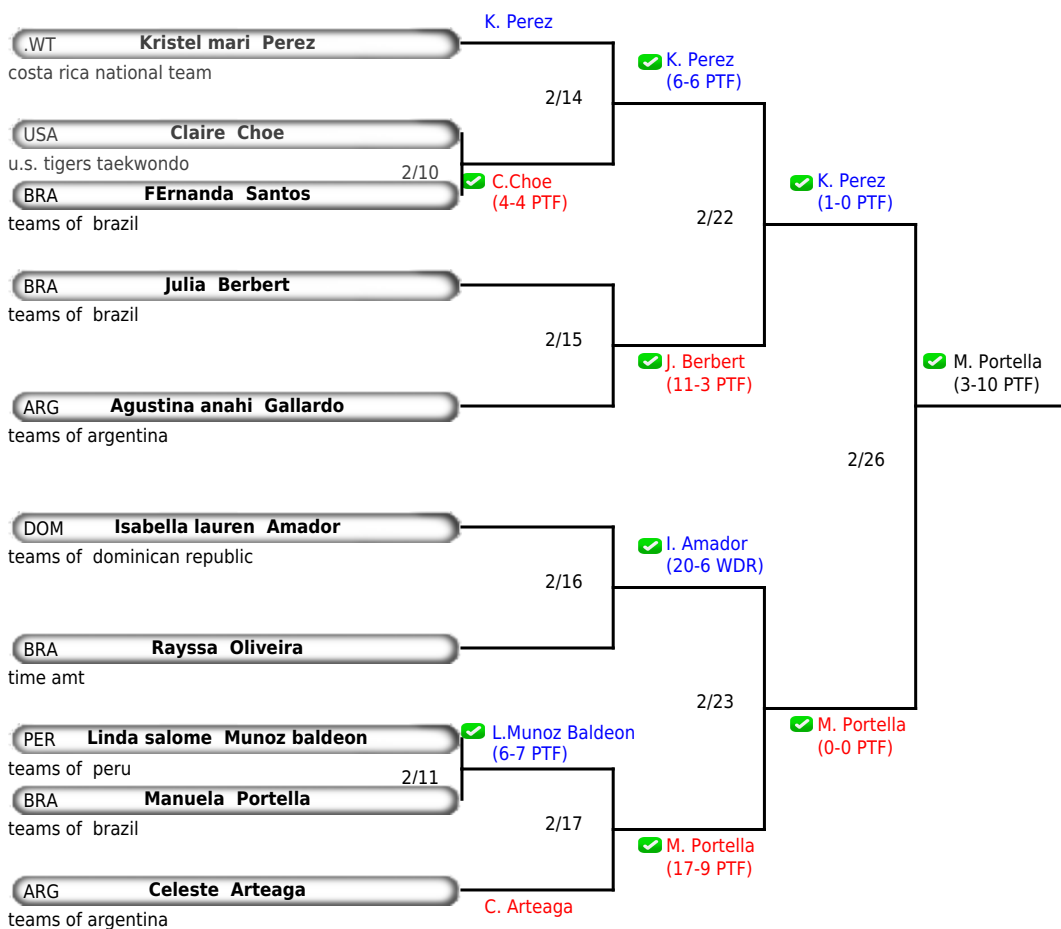 K. Perez
.WT Kristel mari Perez
costa rica national team
K. Perez
(6-6 PTF)
2/14
USA Claire Choe
u.s. tigers taekwondo
2/10
C.Choe
(4-4 PTF)
BRA FErnanda Santos
teams of brazil
K. Perez
(1-0 PTF)
2/22
BRA Julia Berbert
teams of brazil
2/15
J. Berbert
(11-3 PTF)
M. Portella
(3-10 PTF)
ARG Agustina anahi Gallardo
teams of argentina
2/26
DOM Isabella lauren Amador
teams of dominican republic
I. Amador
(20-6 WDR)
2/16
BRA Rayssa Oliveira
time amt
2/23
M. Portella
(0-0 PTF)
PER Linda salome Munoz baldeon
L.Munoz Baldeon
(6-7 PTF)
teams of peru
2/11
BRA Manuela Portella
teams of brazil
2/17
M. Portella
(17-9 PTF)
ARG Celeste Arteaga
C. Arteaga
teams of argentina